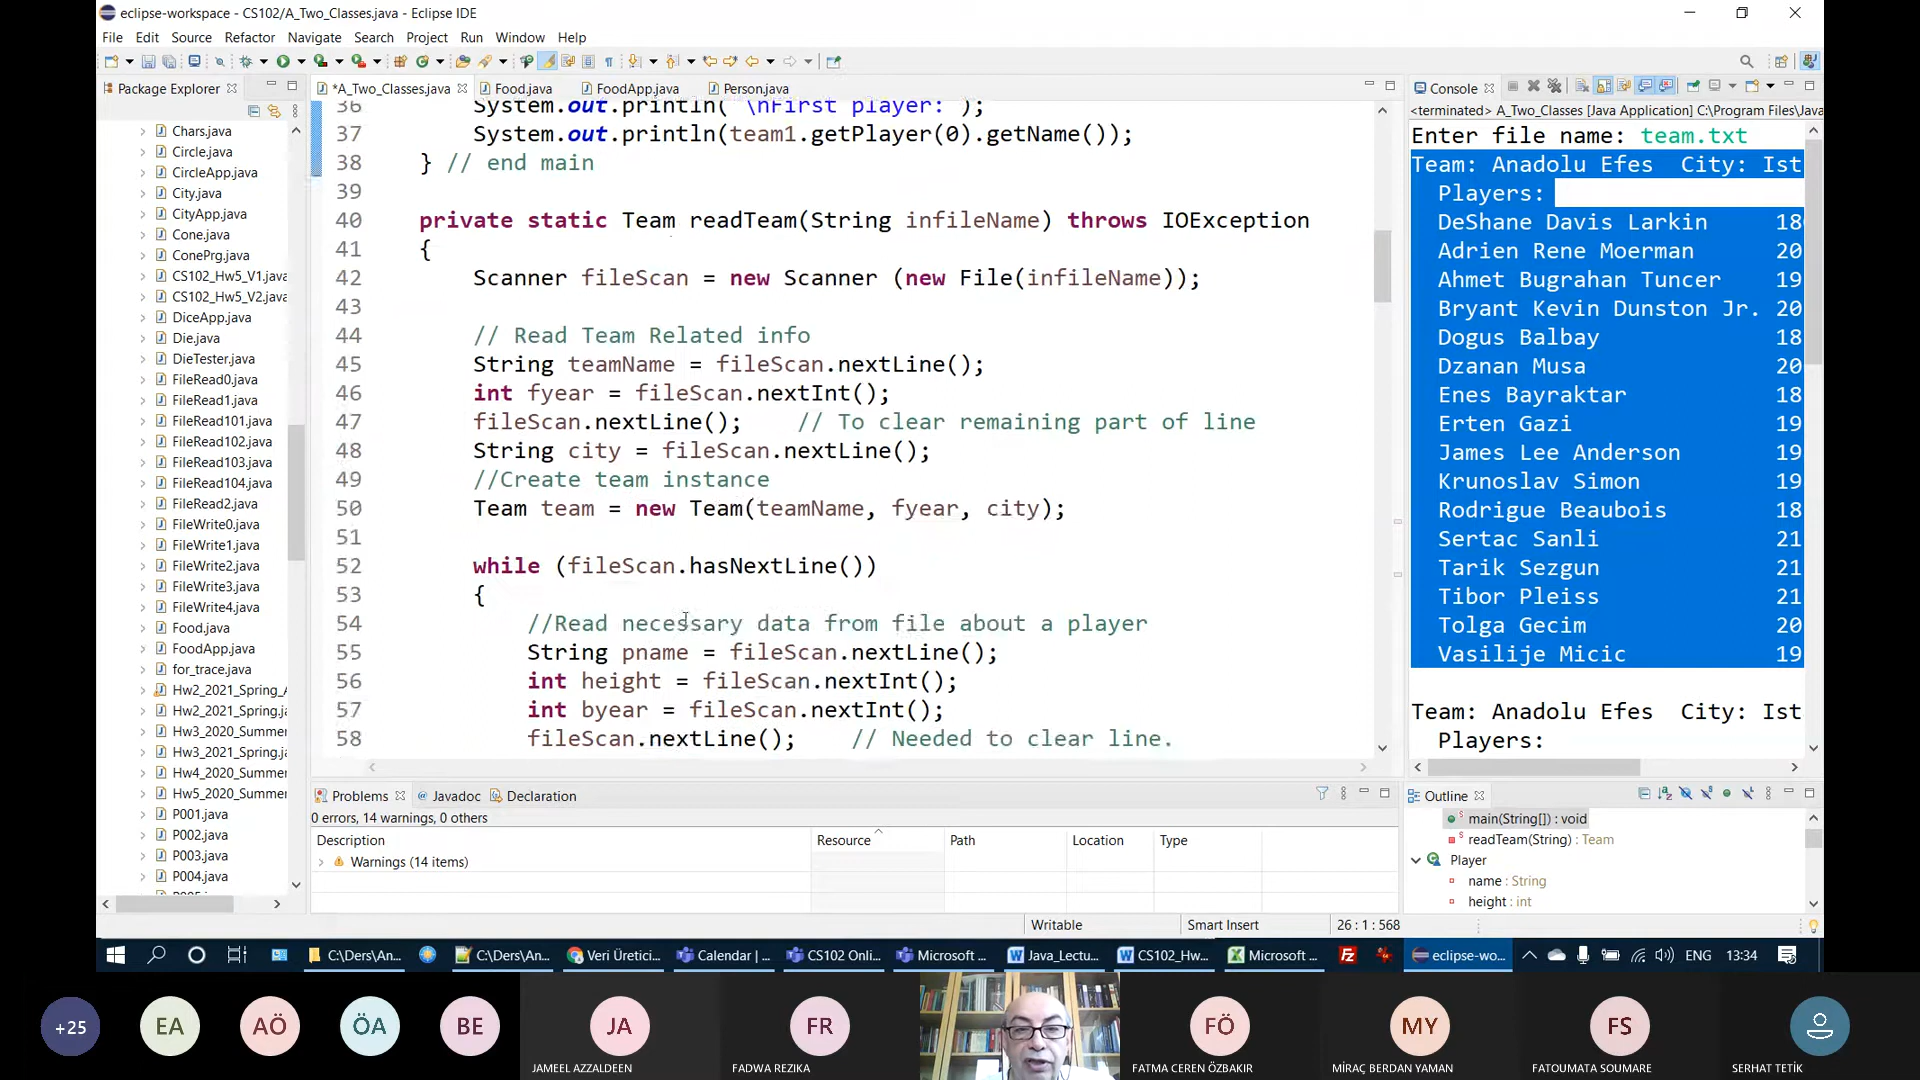 eclipse-workspace - CS102/A_Two_Classes.java - Eclipse IDE
File Edit Source Refactor Navigate Search Project Run Window Help
Package Explorer
Chars.java
Circle.java
CircleApp.java
City.java
CityApp.java
Cone.java
ConePrg.java
CS102_Hw5_V1.java
CS102_Hw5_V2.java
DiceApp.java
Die.java
DieTester.java
FileRead0.java
FileRead1.java
FileRead101.java
FileRead102.java
FileRead103.java
FileRead104.java
FileRead2.java
FileWrite0.java
FileWrite1.java
FileWrite2.java
FileWrite3.java
FileWrite4.java
Food.java
FoodApp.java
for_trace.java
Hw2_2021_Spring_A
Hw2_2021_Spring.ja
Hw3_2020_Summer
Hw3_2021_Spring.ja
Hw4_2020_Summer
Hw5_2020_Summer
P001.java
P002.java
P003.java
P004.java
*A_Two_Classes.java Food.java FoodApp.java Person.java
36 System.out.println("\nFirst player:");
37 System.out.println(team1.getPlayer(0).getName());
38 } // end main
39
40 private static Team readTeam(String infileName) throws IOException
41 {
42 Scanner fileScan = new Scanner (new File(infileName));
43
44 // Read Team Related info
45 String teamName = fileScan.nextLine();
46 int fyear = fileScan.nextInt();
47 fileScan.nextLine(); // To clear remaining part of line
48 String city = fileScan.nextLine();
49 //Create team instance
50 Team team = new Team(teamName, fyear, city);
51
52 while (fileScan.hasNextLine())
53 {
54 //Read necessary data from file about a player
55 String pname = fileScan.nextLine();
56 int height = fileScan.nextInt();
57 int byear = fileScan.nextInt();
58 fileScan.nextLine(); // Needed to clear line.
Console
<terminated> A_Two_Classes [Java Application] C:\Program Files\Java
Enter file name: team.txt
Team: Anadolu Efes City: Ist
Players:
DeShane Davis Larkin 18
Adrien Rene Moerman 20
Ahmet Bugrahan Tuncer 19
Bryant Kevin Dunston Jr. 20
Dogus Balbay 18
Dzanan Musa 20
Enes Bayraktar 18
Erten Gazi 19
James Lee Anderson 19
Krunoslav Simon 19
Rodrigue Beaubois 18
Sertac Sanli 21
Tarik Sezgun 21
Tibor Pleiss 21
Tolga Gecim 20
Vasilije Micic 19
Team: Anadolu Efes City: Ist
Players:
Problems Javadoc Declaration
0 errors, 14 warnings, 0 others
Description Resource Path Location Type
Warnings (14 items)
Outline
main(String[]) : void
readTeam(String) : Team
Player
name : String
height : int
Writable Smart Insert 26 : 1 : 568
C:\Ders\An... C:\Ders\An... Veri Üretici... Calendar | ... CS102 Onli... Microsoft ... Java_Lectu... CS102_Hw... Microsoft ... eclipse-wo... ENG 13:34
+25 EA AÖ ÖA BE JA FR FÖ MY FS
JAMEEL AZZALDEEN FADWA REZIKA FATMA CEREN ÖZBAKIR MİRAÇ BERDAN YAMAN FATOUMATA SOUMARE SERHAT TETİK